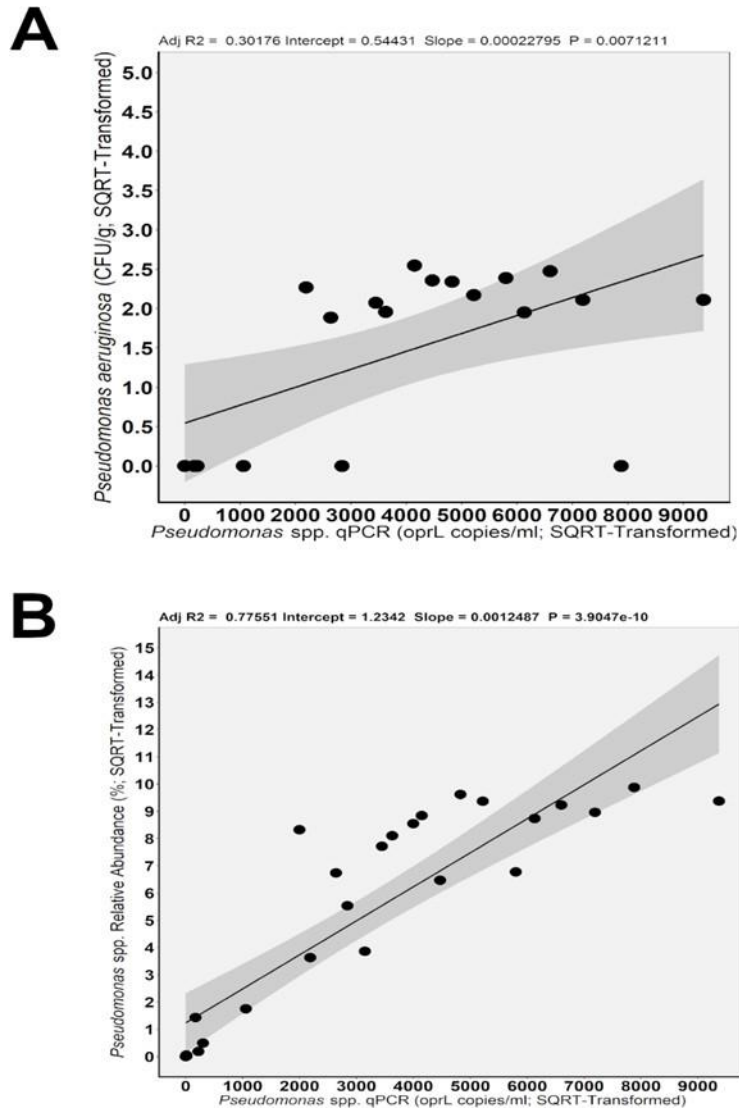 A
Adj R2 = 0.30176 Intercept = 0.54431 Slope = 0.00022795 P = 0.0071211
Pseudomonas aeruginosa (CFU/g; SQRT-Transformed)
5.0
4.5
4.0
3.5
3.0
2.5
2.0
1.5
1.0
0.5
0.0
0 1000 2000 3000 4000 5000 6000 7000 8000 9000
Pseudomonas spp. qPCR (oprL copies/ml; SQRT-Transformed)
B
Adj R2 = 0.77551 Intercept = 1.2342 Slope = 0.0012487 P = 3.9047e-10
Pseudomonas spp. Relative Abundance (%; SQRT-Transformed)
15
14
13
12
11
10
9
8
7
6
5
4
3
2
1
0
0 1000 2000 3000 4000 5000 6000 7000 8000 9000
Pseudomonas spp. qPCR (oprL copies/ml; SQRT-Transformed)